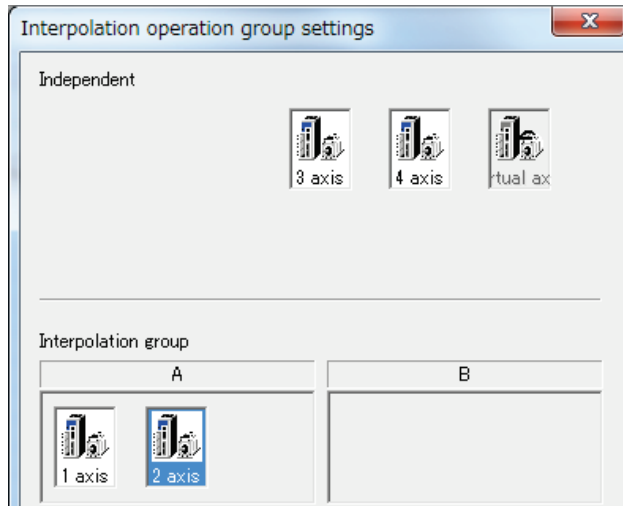 Interpolation operation group settings
Independent
3 axis 4 axis rtual ax
Interpolation group
A B
1 axis 2 axis